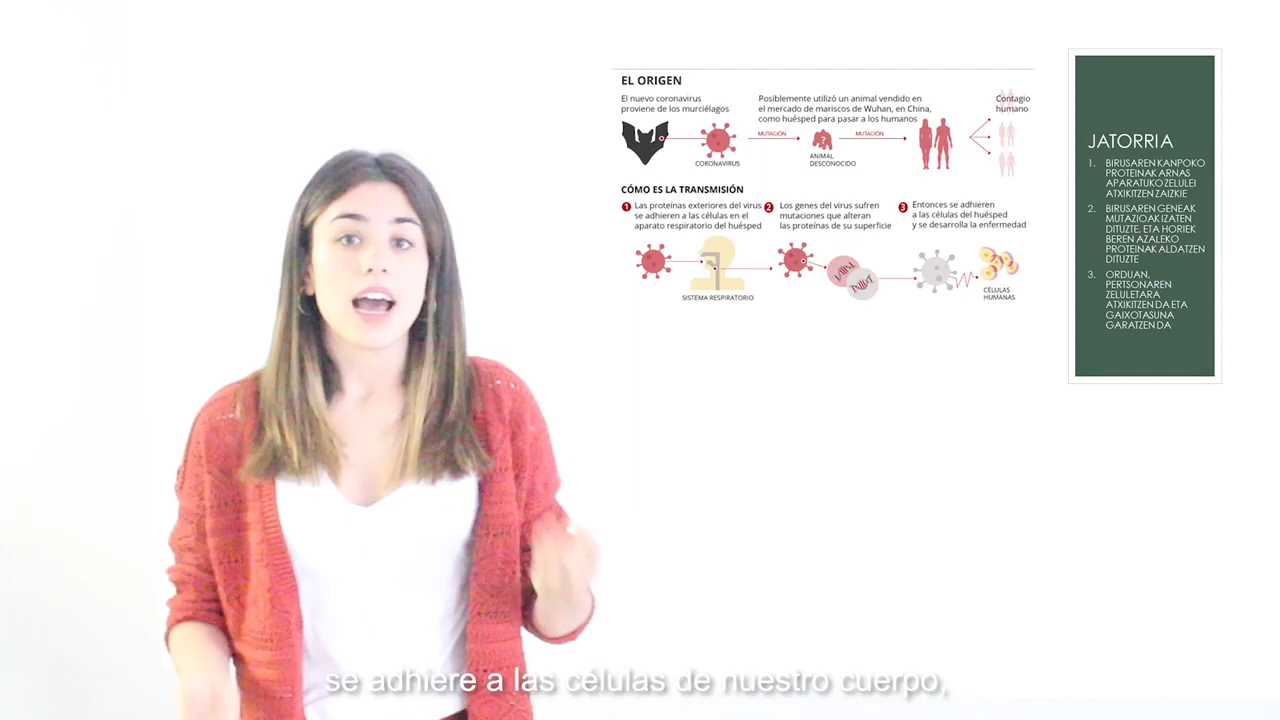 EL ORIGEN
El nuevo coronavirus
proviene de los murciélagos
Posiblemente utilizó un animal vendido en
el mercado de mariscos de Wuhan, en China,
como huésped para pasar a los humanos
Contagio
humano
MUTACIÓN
MUTACIÓN
CORONAVIRUS
ANIMAL
DESCONOCIDO
?
CÓMO ES LA TRANSMISIÓN
1 Las proteínas exteriores del virus
se adhieren a las células en el
aparato respiratorio del huésped
2 Los genes del virus sufren
mutaciones que alteran
las proteínas de su superficie
3 Entonces se adhieren
a las células del huésped
y se desarrolla la enfermedad
SISTEMA RESPIRATORIO
CÉLULAS
HUMANAS
JATORRIA
1. BIRUSAREN KANPOKO
PROTEINAK ARNAS
APARATUKO ZELULEI
ATXIKITZEN ZAIZKIE
2. BIRUSAREN GENEAK
MUTAZIOAK IZATEN
DITUZTE, ETA HORIEK
BEREN AZALEKO
PROTEINAK ALDATZEN
DITUZTE
3. ORDUAN,
PERTSONAREN
ZELULETARA
ATXIKITZEN DA ETA
GAIXOTASUNA
GARATZEN DA
se adhiere a las células de nuestro cuerpo,